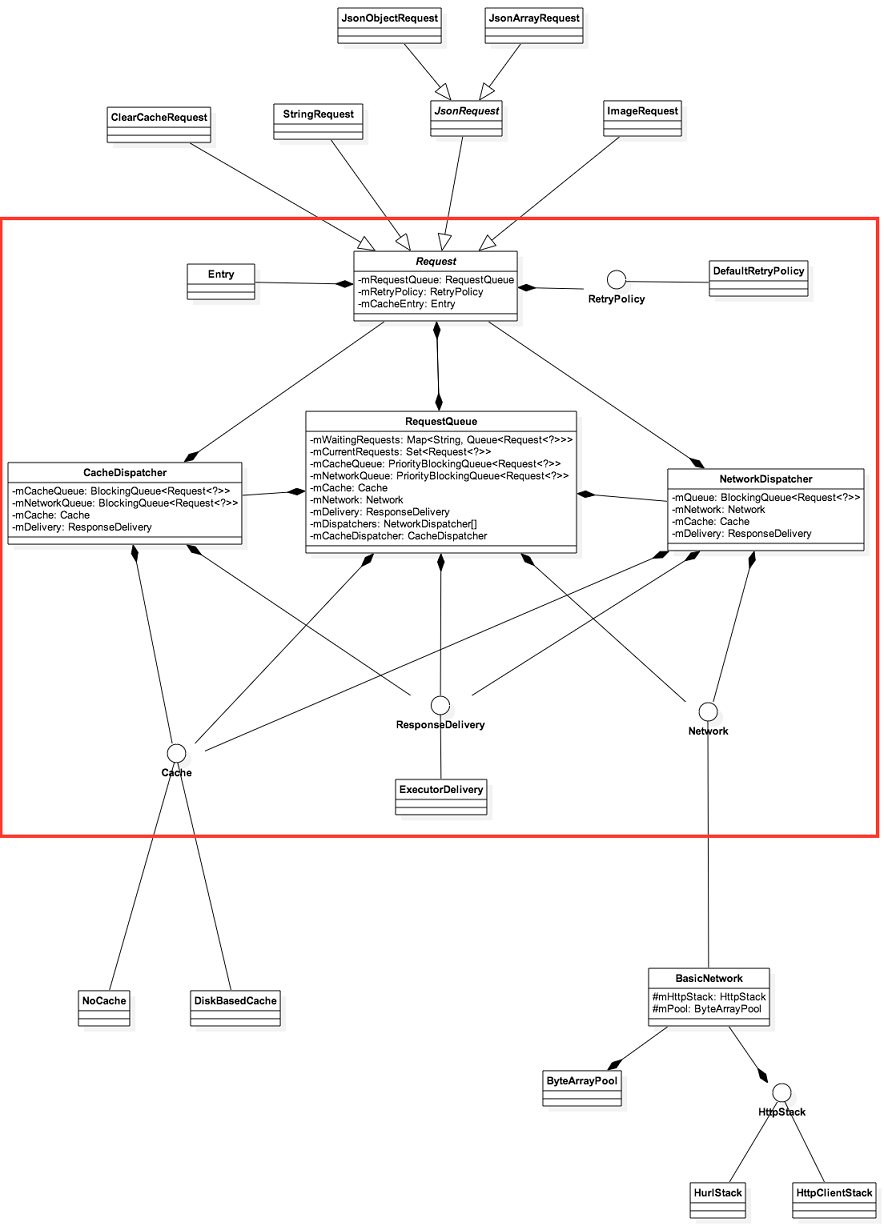 JsonObjectRequest
JsonArrayRequest
ClearCacheRequest
StringRequest
JsonRequest
ImageRequest
Request
-mRequestQueue: RequestQueue
-mRetryPolicy: RetryPolicy
-mCacheEntry: Entry
Entry
RetryPolicy
DefaultRetryPolicy
RequestQueue
-mWaitingRequests: Map<String, Queue<Request<?>>>
-mCurrentRequests: Set<Request<?>>
-mCacheQueue: PriorityBlockingQueue<Request<?>>
-mNetworkQueue: PriorityBlockingQueue<Request<?>>
-mCache: Cache
-mNetwork: Network
-mDelivery: ResponseDelivery
-mDispatchers: NetworkDispatcher[]
-mCacheDispatcher: CacheDispatcher
CacheDispatcher
-mCacheQueue: BlockingQueue<Request<?>>
-mNetworkQueue: BlockingQueue<Request<?>>
-mCache: Cache
-mDelivery: ResponseDelivery
NetworkDispatcher
-mQueue: BlockingQueue<Request<?>>
-mNetwork: Network
-mCache: Cache
-mDelivery: ResponseDelivery
ResponseDelivery
Network
Cache
ExecutorDelivery
NoCache
DiskBasedCache
BasicNetwork
#mHttpStack: HttpStack
#mPool: ByteArrayPool
ByteArrayPool
HttpStack
HurlStack
HttpClientStack